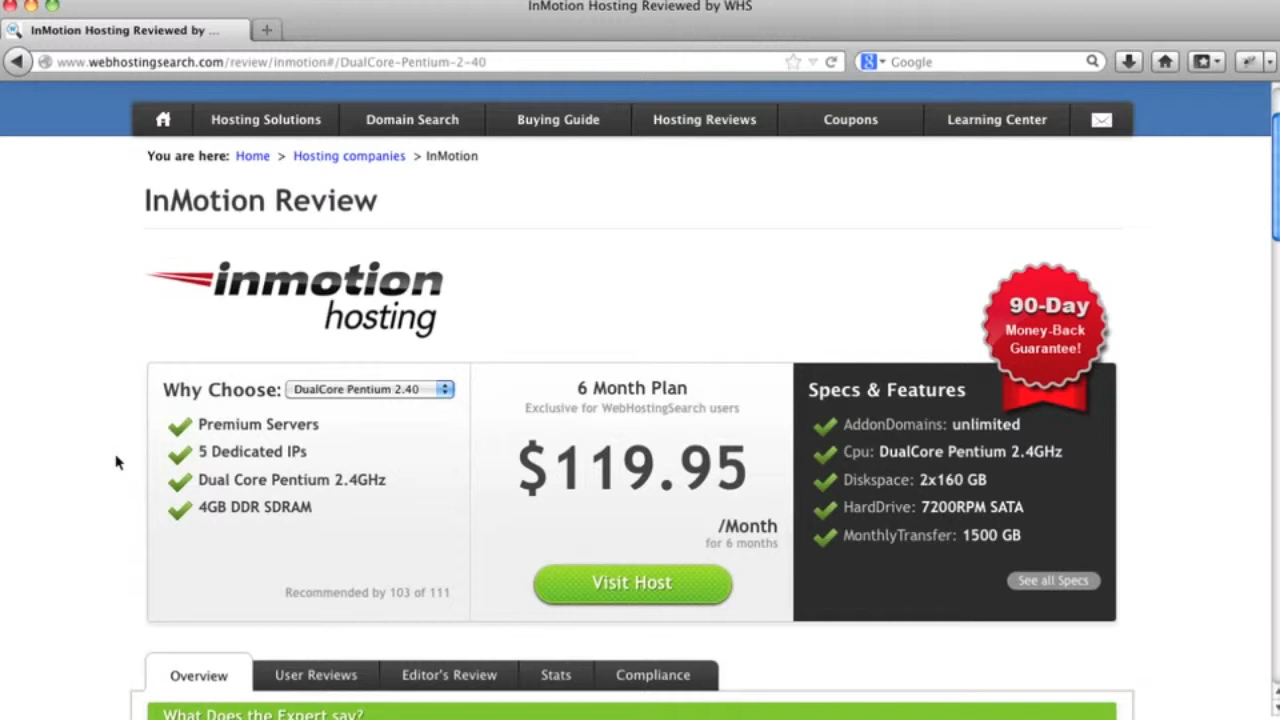 InMotion Hosting Reviewed by WHS
InMotion Hosting Reviewed by ...
www.webhostingsearch.com/review/inmotion#/DualCore-Pentium-2-40
Google
Hosting Solutions
Domain Search
Buying Guide
Hosting Reviews
Coupons
Learning Center
You are here: Home > Hosting companies > InMotion
InMotion Review
inmotion
hosting
90-Day
Money-Back
Guarantee!
Why Choose: DualCore Pentium 2.40
Premium Servers
5 Dedicated IPs
Dual Core Pentium 2.4GHz
4GB DDR SDRAM
Recommended by 103 of 111
6 Month Plan
Exclusive for WebHostingSearch users
$119.95
/Month
for 6 months
Visit Host
Specs & Features
AddonDomains: unlimited
Cpu: DualCore Pentium 2.4GHz
Diskspace: 2x160 GB
HardDrive: 7200RPM SATA
MonthlyTransfer: 1500 GB
See all Specs
Overview
User Reviews
Editor's Review
Stats
Compliance
What Does the Expert say?